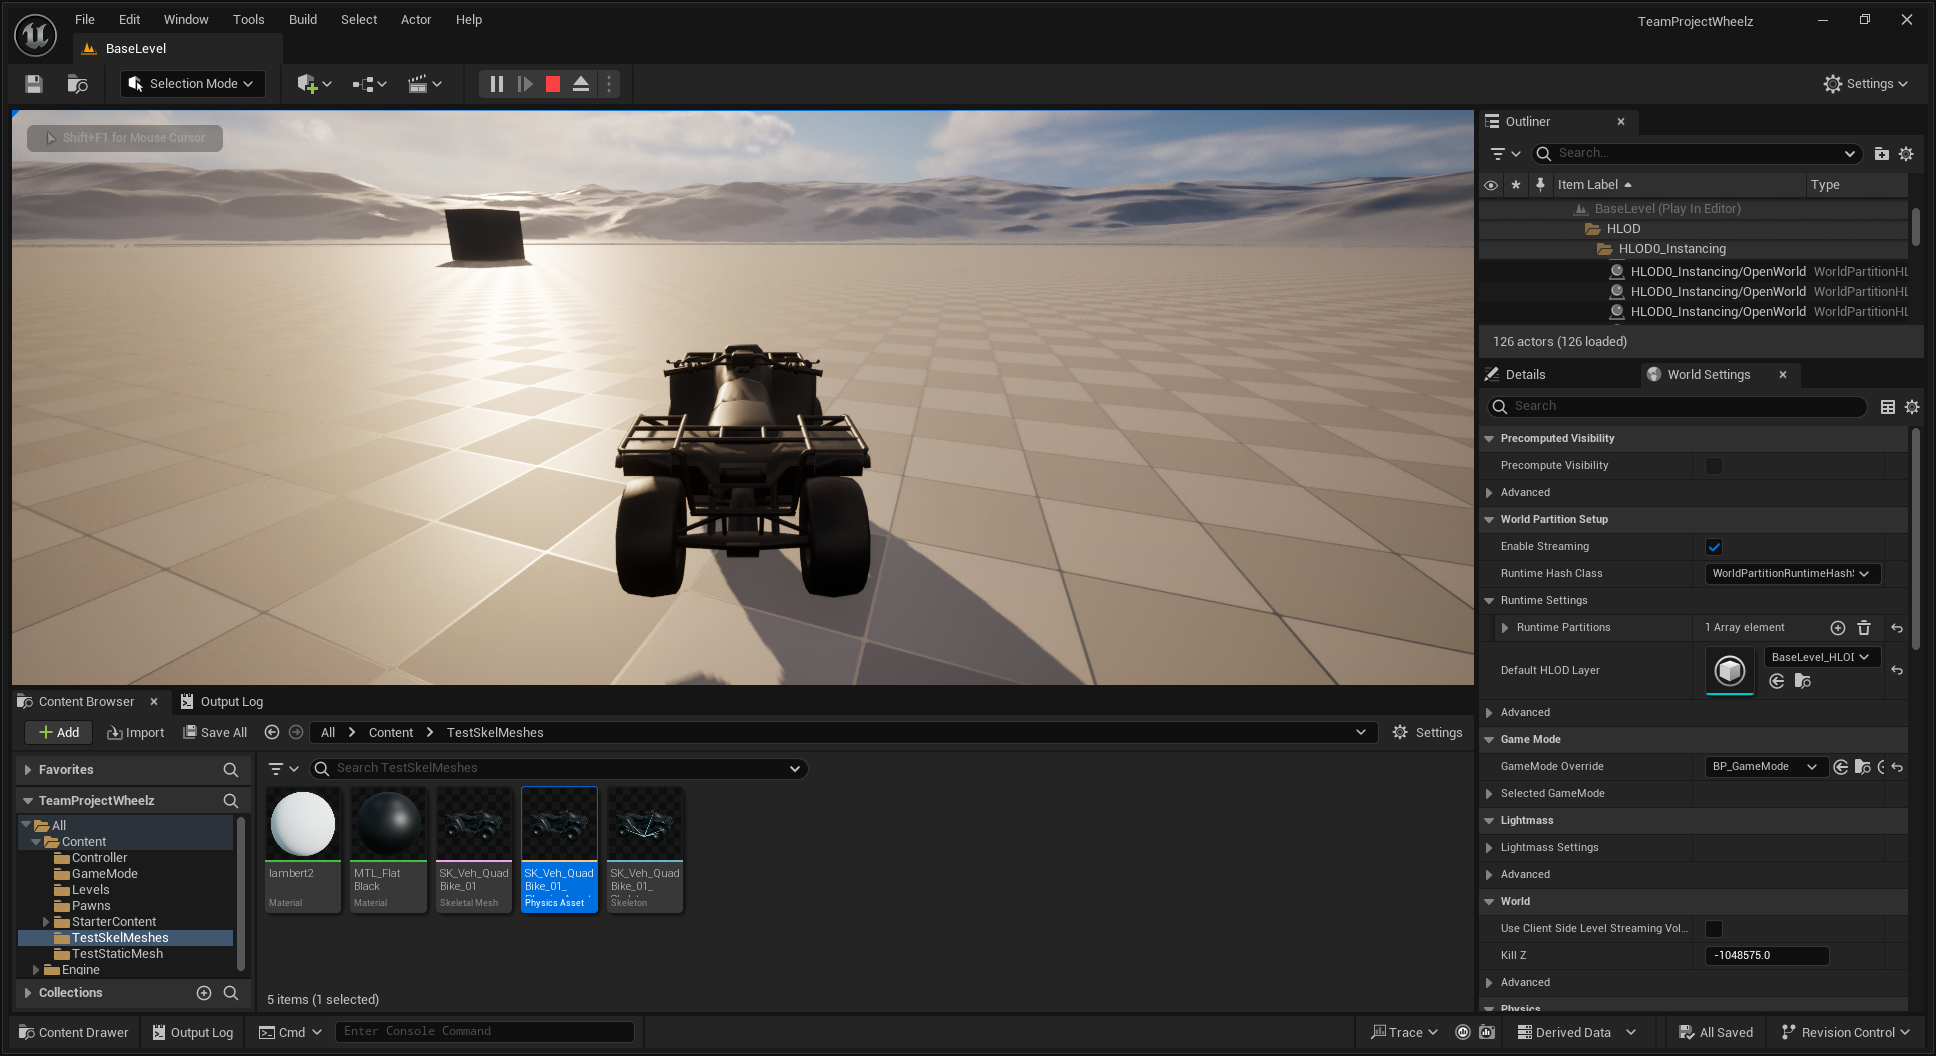 File Edit Window Tools Build Select Actor Help
TeamProjectWheelz
BaseLevel
Selection Mode
Settings
Shift+F1 for Mouse Cursor
Outliner
Search...
Item Label Type
BaseLevel (Play In Editor)
HLOD
HLOD0_Instancing
HLOD0_Instancing/OpenWorld WorldPartitionHL
HLOD0_Instancing/OpenWorld WorldPartitionHL
HLOD0_Instancing/OpenWorld WorldPartitionHL
126 actors (126 loaded)
Details World Settings
Search
Precomputed Visibility
Precompute Visibility
Advanced
World Partition Setup
Enable Streaming
Runtime Hash Class WorldPartitionRuntimeHash
Runtime Settings
Runtime Partitions 1 Array element
Default HLOD Layer BaseLevel_HLO
Advanced
Game Mode
GameMode Override BP_GameMode
Selected GameMode
Lightmass
Lightmass Settings
Advanced
World
Use Client Side Level Streaming Vol...
Kill Z -1048575.0
Advanced
Physics
Content Browser Output Log
Add Import Save All All Content TestSkelMeshes Settings
Favorites
Search TestSkelMeshes
TeamProjectWheelz
All
Content
Controller
GameMode
Levels
Pawns
StarterContent
TestSkelMeshes
TestStaticMesh
Engine
Collections
lambert2
Material
MTL_Flat
Black
Material
SK_Veh_Quad
Bike_01
Skeletal Mesh
SK_Veh_Quad
Bike_01_
Physics Asset
SK_Veh_Quad
Bike_01_
Skeleton
5 items (1 selected)
Content Drawer Output Log Cmd Enter Console Command Trace Derived Data All Saved Revision Control